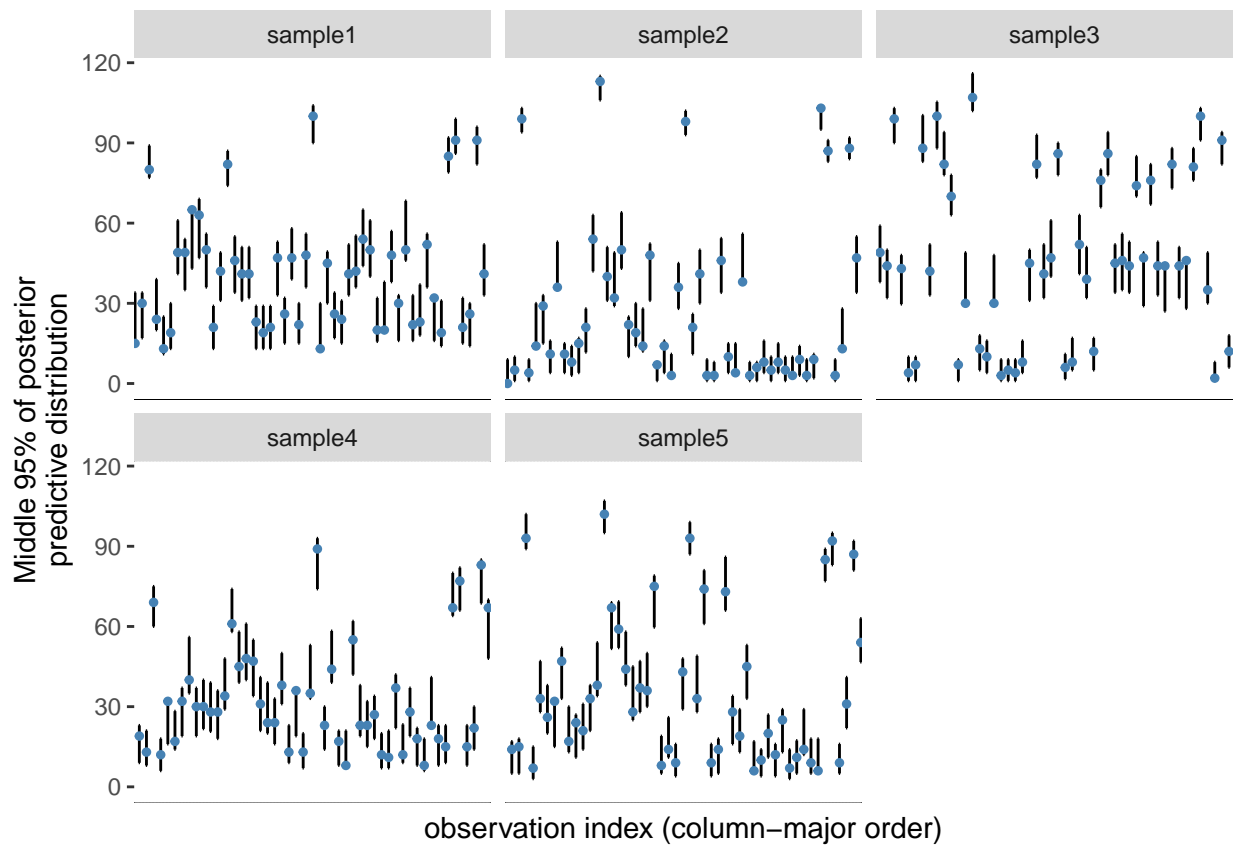 sample1
sample2
sample3
120
90
60
30
0
sample4
sample5
120
90
60
30
0
Middle 95% of posterior
predictive distribution
observation index (column−major order)